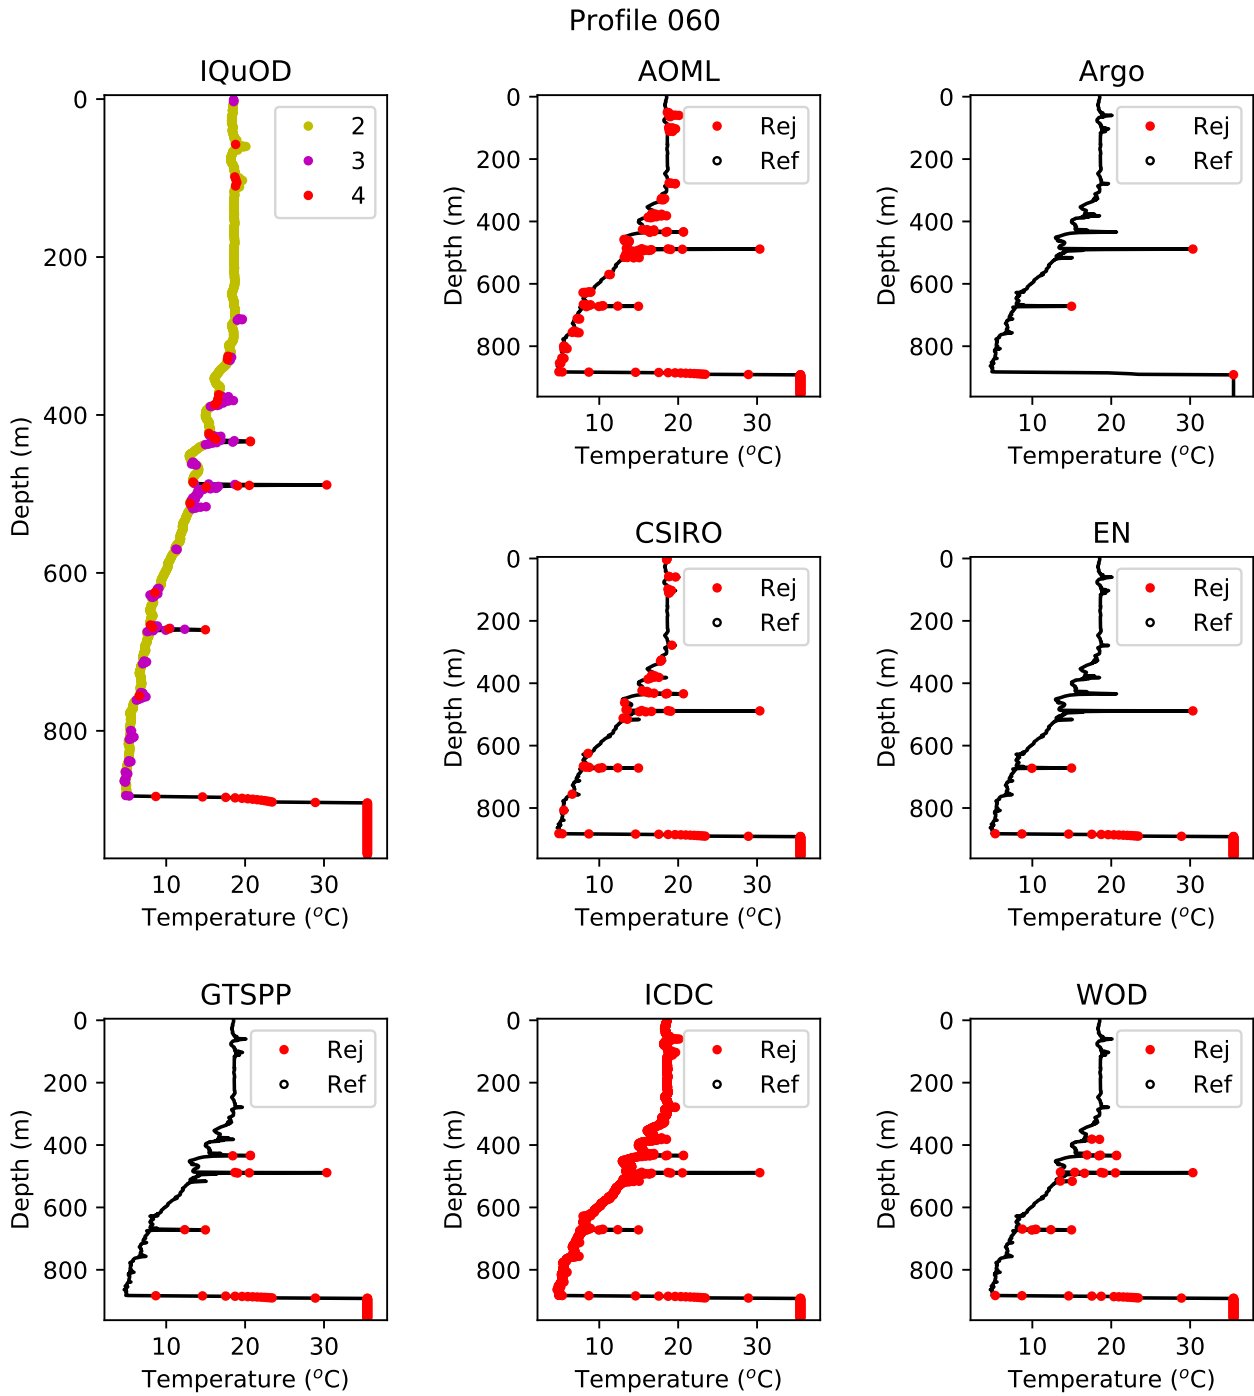 Profile 060
IQuOD
0
200
400
600
800
10 20 30
Depth (m)
Temperature (°C)
2
3
4
AOML
0
200
400
600
800
10 20 30
Depth (m)
Temperature (°C)
Rej
Ref
Argo
0
200
400
600
800
10 20 30
Depth (m)
Temperature (°C)
Rej
Ref
CSIRO
0
200
400
600
800
10 20 30
Depth (m)
Temperature (°C)
Rej
Ref
EN
0
200
400
600
800
10 20 30
Depth (m)
Temperature (°C)
Rej
Ref
GTSPP
0
200
400
600
800
10 20 30
Depth (m)
Temperature (°C)
Rej
Ref
ICDC
0
200
400
600
800
10 20 30
Depth (m)
Temperature (°C)
Rej
Ref
WOD
0
200
400
600
800
10 20 30
Depth (m)
Temperature (°C)
Rej
Ref